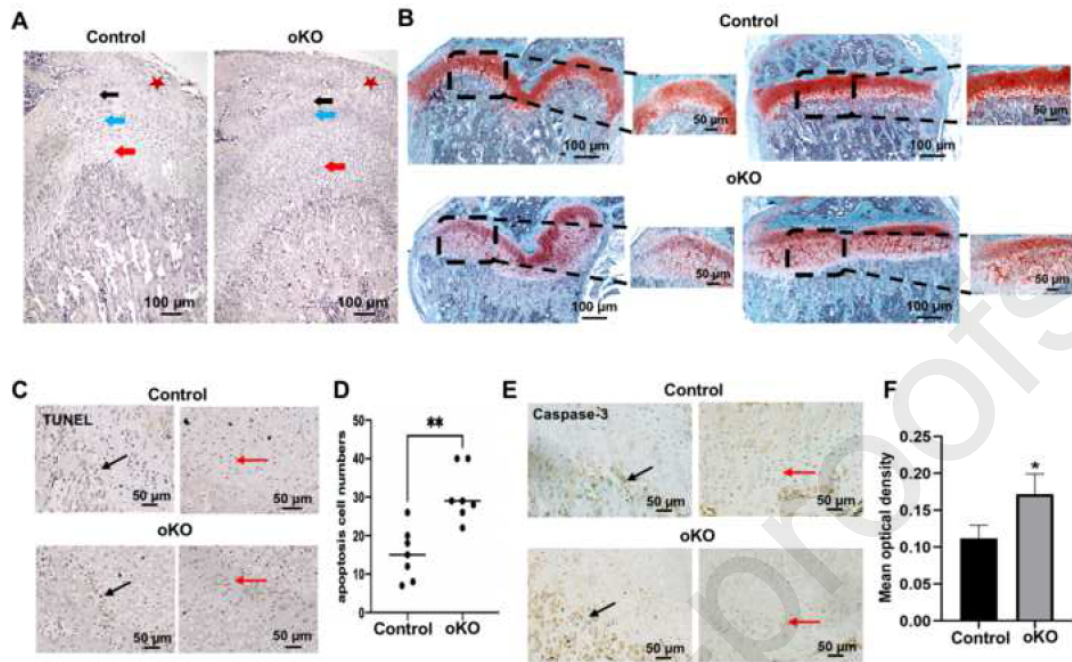 A
Control
oKO
100 µm
100 µm
B
Control
50 µm
100 µm
50 µm
100 µm
oKO
50 µm
100 µm
50 µm
100 µm
C
Control
TUNEL
50 µm
50 µm
oKO
50 µm
50 µm
D
**
apoptosis cell numbers
50
40
30
20
10
0
Control
oKO
E
Control
Caspase-3
50 µm
50 µm
oKO
50 µm
50 µm
F
Mean optical density
0.25
0.20
0.15
0.10
0.05
0.00
*
Control
oKO
proofs